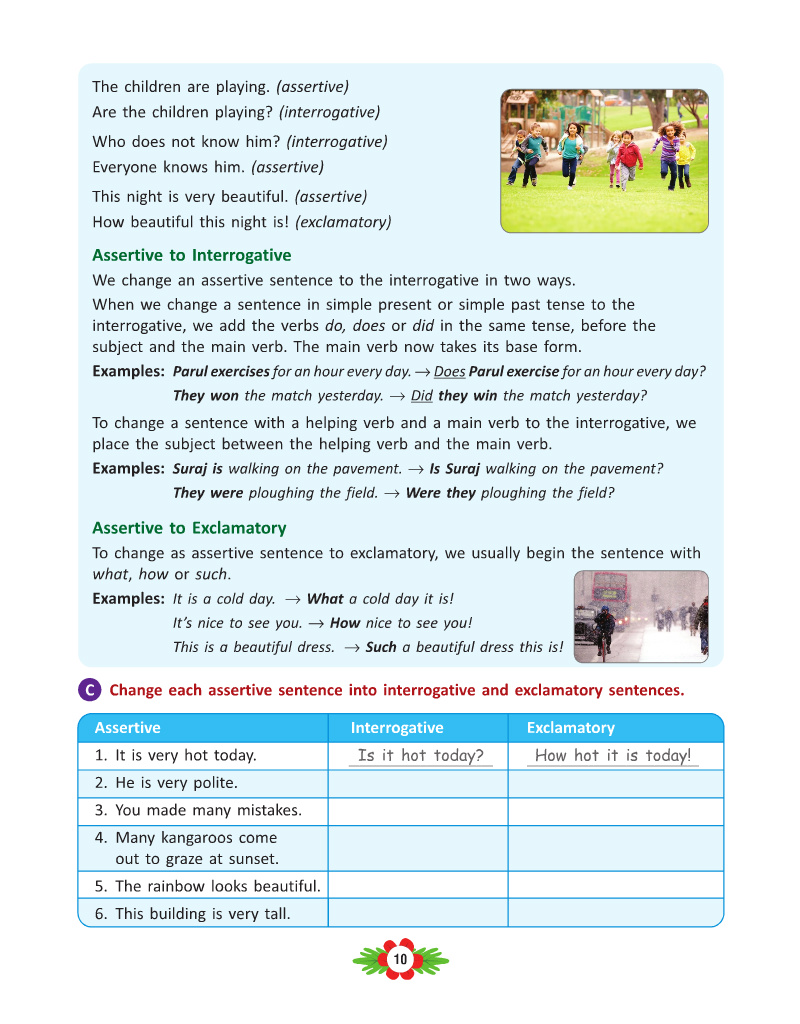 The children are playing. (assertive)
Are the children playing? (interrogative)
Who does not know him? (interrogative)
Everyone knows him. (assertive)
This night is very beautiful. (assertive)
How beautiful this night is! (exclamatory)
Assertive to Interrogative
We change an assertive sentence to the interrogative in two ways.
When we change a sentence in simple present or simple past tense to the
interrogative, we add the verbs do, does or did in the same tense, before the
subject and the main verb. The main verb now takes its base form.
Examples: Parul exercises for an hour every day. → Does Parul exercise for an hour every day?
They won the match yesterday. → Did they win the match yesterday?
To change a sentence with a helping verb and a main verb to the interrogative, we
place the subject between the helping verb and the main verb.
Examples: Suraj is walking on the pavement. → Is Suraj walking on the pavement?
They were ploughing the field. → Were they ploughing the field?
Assertive to Exclamatory
To change as assertive sentence to exclamatory, we usually begin the sentence with
what, how or such.
Examples: It is a cold day. → What a cold day it is!
It's nice to see you. → How nice to see you!
This is a beautiful dress. → Such a beautiful dress this is!
C Change each assertive sentence into interrogative and exclamatory sentences.
Assertive Interrogative Exclamatory
1. It is very hot today. Is it hot today? How hot it is today!
2. He is very polite.
3. You made many mistakes.
4. Many kangaroos come
out to graze at sunset.
5. The rainbow looks beautiful.
6. This building is very tall.
10